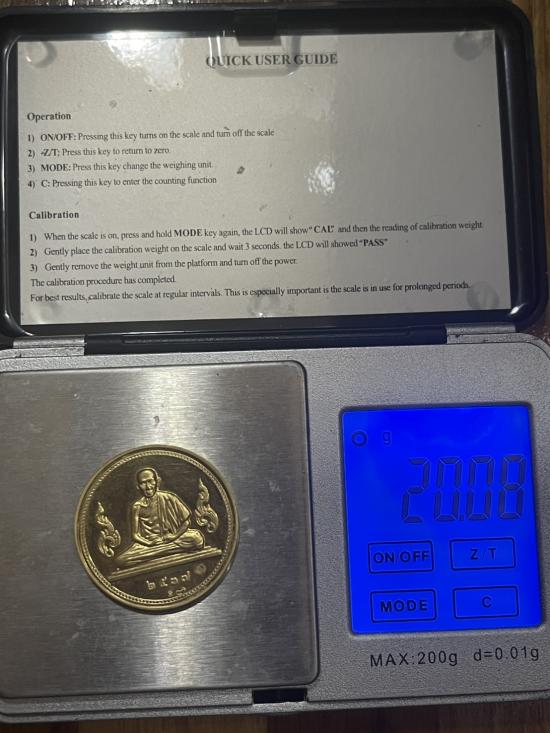 QUICK USER GUIDE
Operation
1) ON/OFF: Pressing this key turns on the scale and turn off the scale
2) -Z/T; Press this key to return to zero.
3) MODE: Press this key change the weighing unit.
4) C: Pressing this key to enter the counting function
Calibration
1) When the scale is on, press and hold MODE key again, the LCD will show“ CAL” and then the reading of calibration weight
2) Gently place the calibration weight on the scale and wait 3 seconds. the LCD will showed “PASS”
3) Gently remove the weight unit from the platform and turn off the power.
The calibration procedure has completed.
For best results, calibrate the scale at regular intervals. This is especially important is the scale is in use for prolonged periods.
g
20.08
ON/OFF Z/T
MODE C
MAX:200g d=0.01g
๒๕๓๗